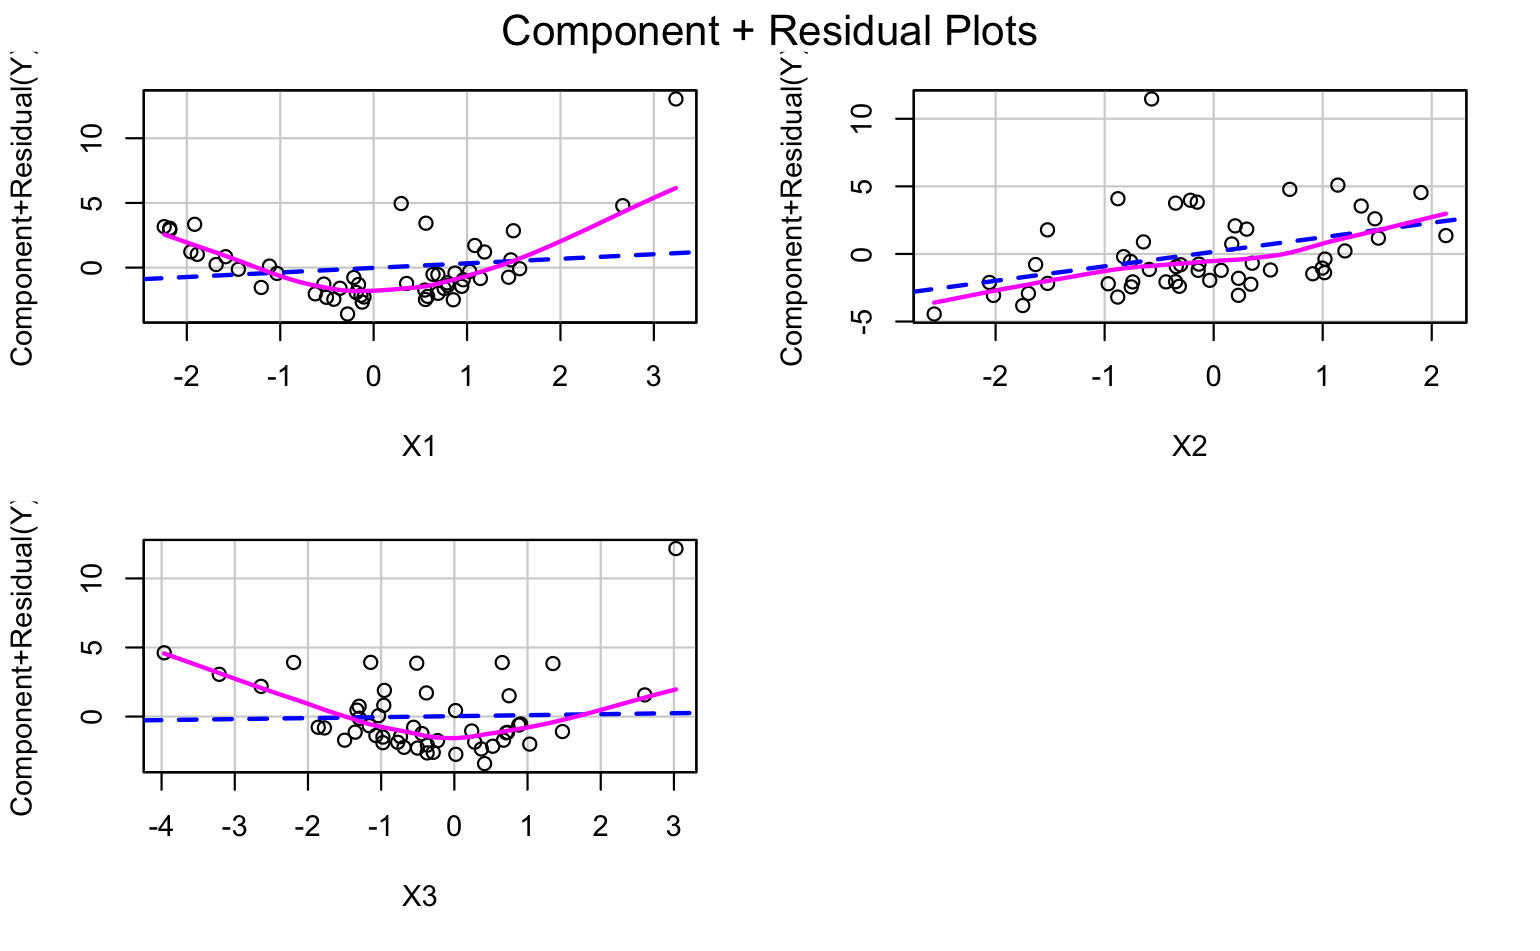 Component + Residual Plots
Component+Residual(Y)
10
5
0
-2 -1 0 1 2 3
X1
Component+Residual(Y)
10
5
0
-5
-2 -1 0 1 2
X2
Component+Residual(Y)
10
5
0
-4 -3 -2 -1 0 1 2 3
X3